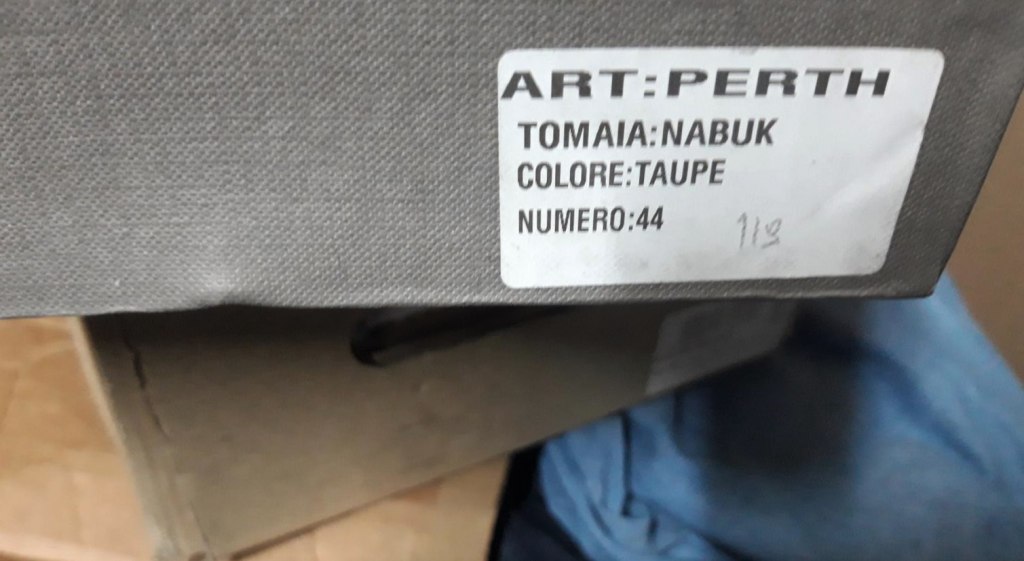 ART:PERTH
TOMAIA:NABUK
COLORE:TAUPE
NUMERO:44